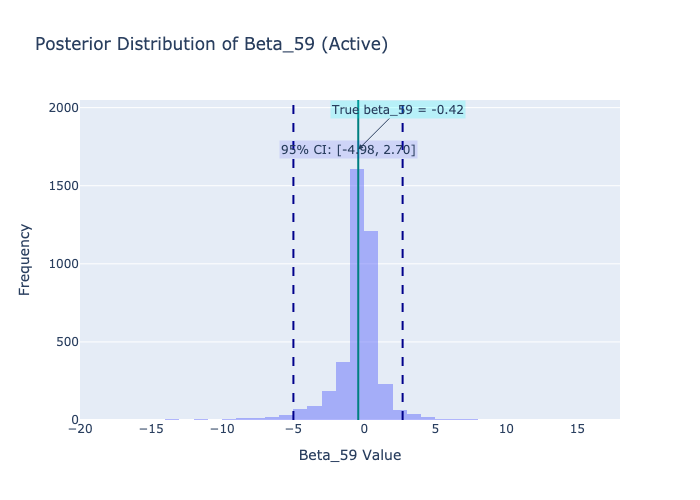 Posterior Distribution of Beta_59 (Active)
2000
True beta_59 = -0.42
95% CI: [-4.98, 2.70]
1500
1000
500
0
Frequency
−20
−15
−10
−5
0
5
10
15
Beta_59 Value